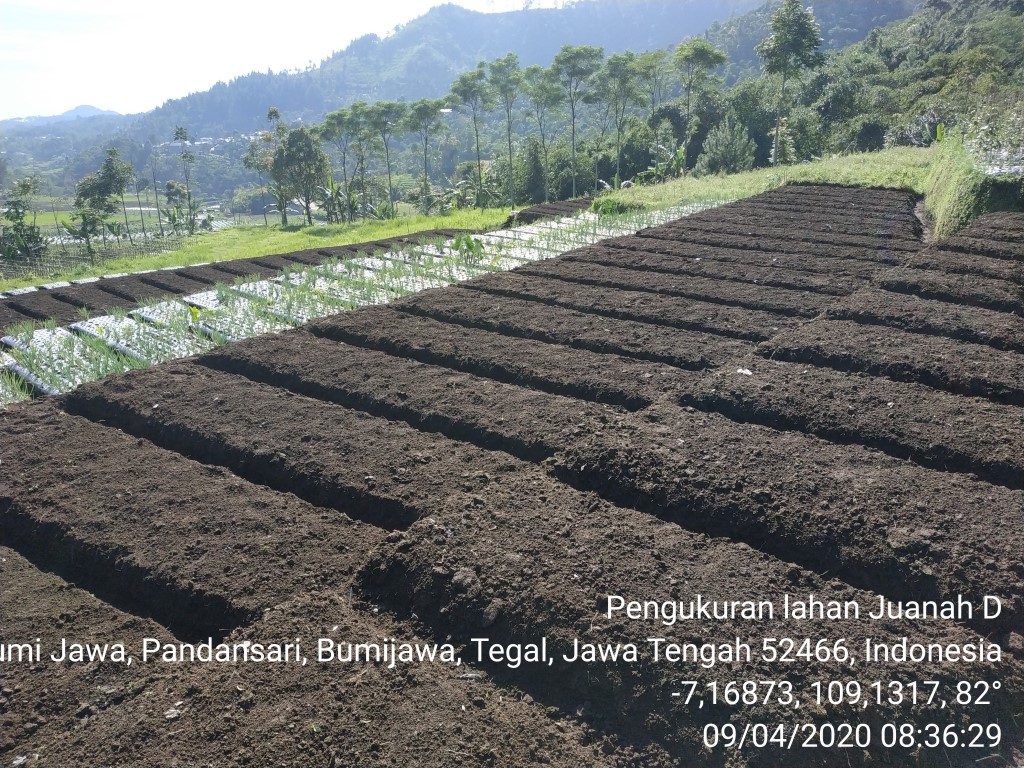 Pengukuran lahan Juanah D
Jawa, Pandansari, Bumijawa, Tegal, Jawa Tengah 52466, Indonesia
-7,16873, 109,1317, 82°
09/04/2020 08:36:29